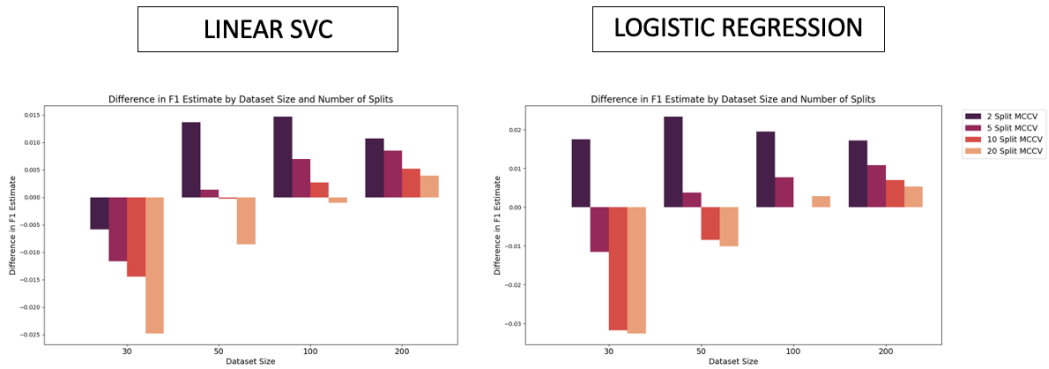 LINEAR SVC
LOGISTIC REGRESSION
Difference in F1 Estimate by Dataset Size and Number of Splits
0.015
0.010
0.005
0.000
−0.005
−0.010
−0.015
−0.020
−0.025
Difference in F1 Estimate
30 50 100 200
Dataset Size
Difference in F1 Estimate by Dataset Size and Number of Splits
0.02
0.01
0.00
−0.01
−0.02
−0.03
Difference in F1 Estimate
30 50 100 200
Dataset Size
2 Split MCCV
5 Split MCCV
10 Split MCCV
20 Split MCCV